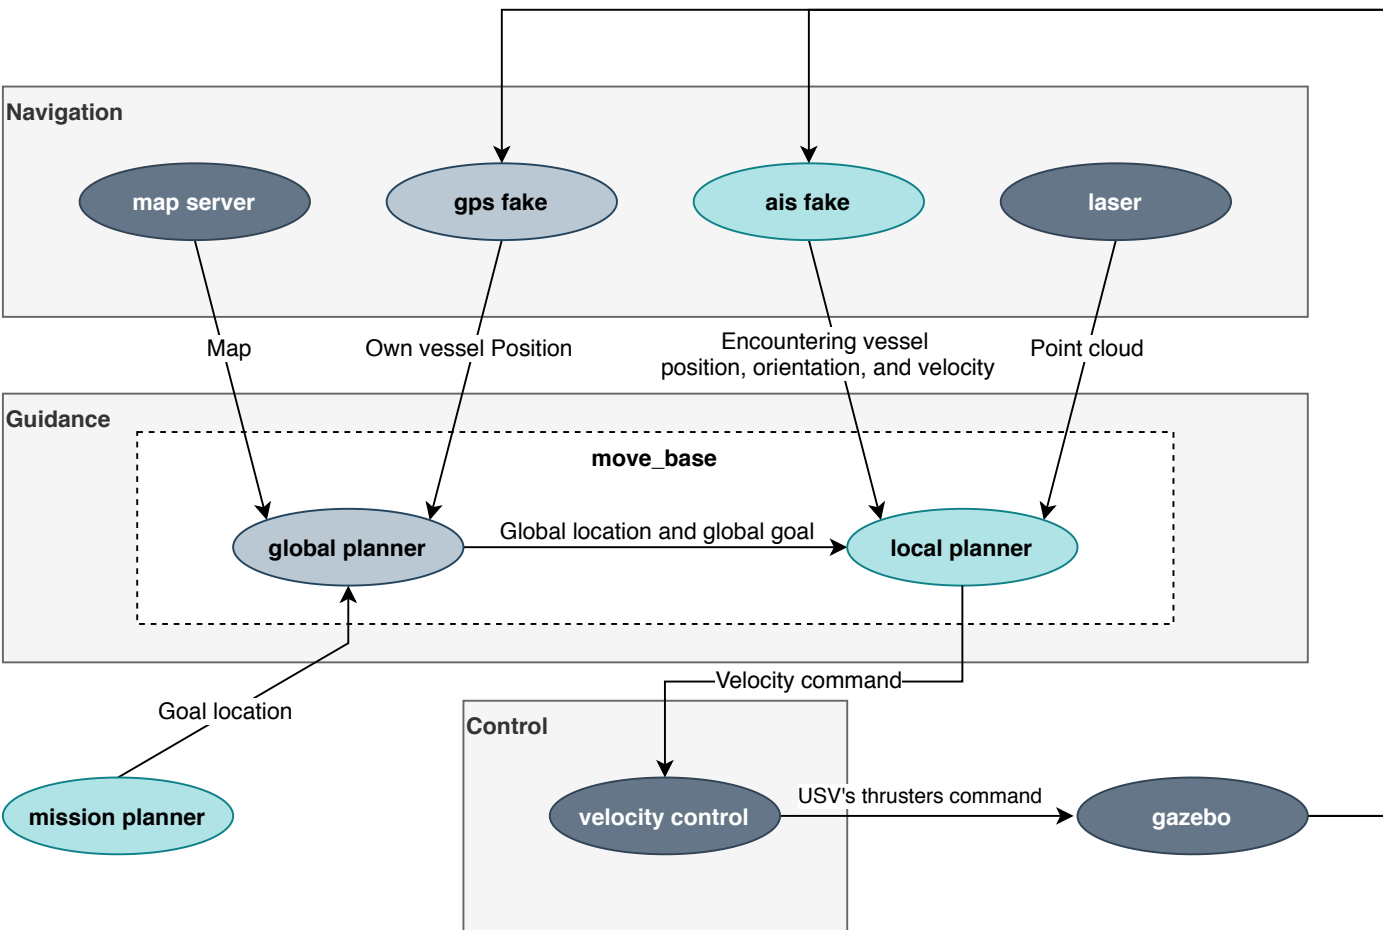 Navigation
map server
gps fake
ais fake
laser
Map
Own vessel Position
Encountering vessel
position, orientation, and velocity
Point cloud
Guidance
move_base
global planner
Global location and global goal
local planner
Velocity command
Goal location
Control
mission planner
velocity control
USV's thrusters command
gazebo